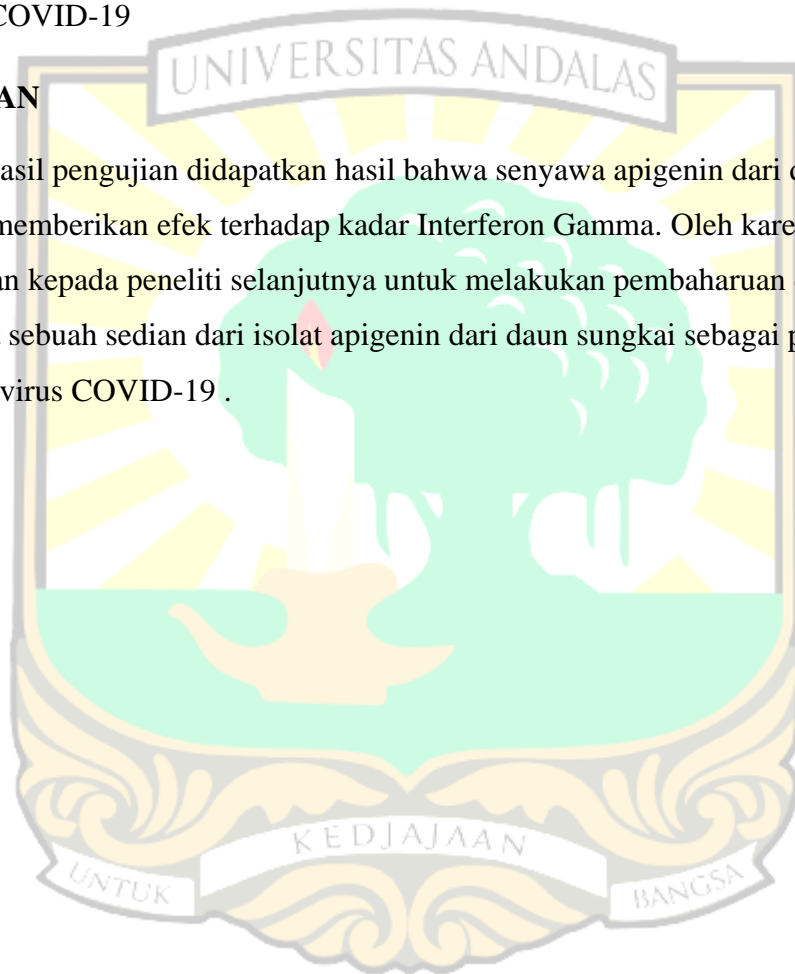 COVID-19
UNIVERSITAS ANDALAS
AN
asil pengujian didapatkan hasil bahwa senyawa apigenin dari d
memberikan efek terhadap kadar Interferon Gamma. Oleh kare
an kepada peneliti selanjutnya untuk melakukan pembaharuan
sebuah sedian dari isolat apigenin dari daun sungkai sebagai p
virus COVID-19 .
KEDJAJAAN
UNTUK
BANGSA